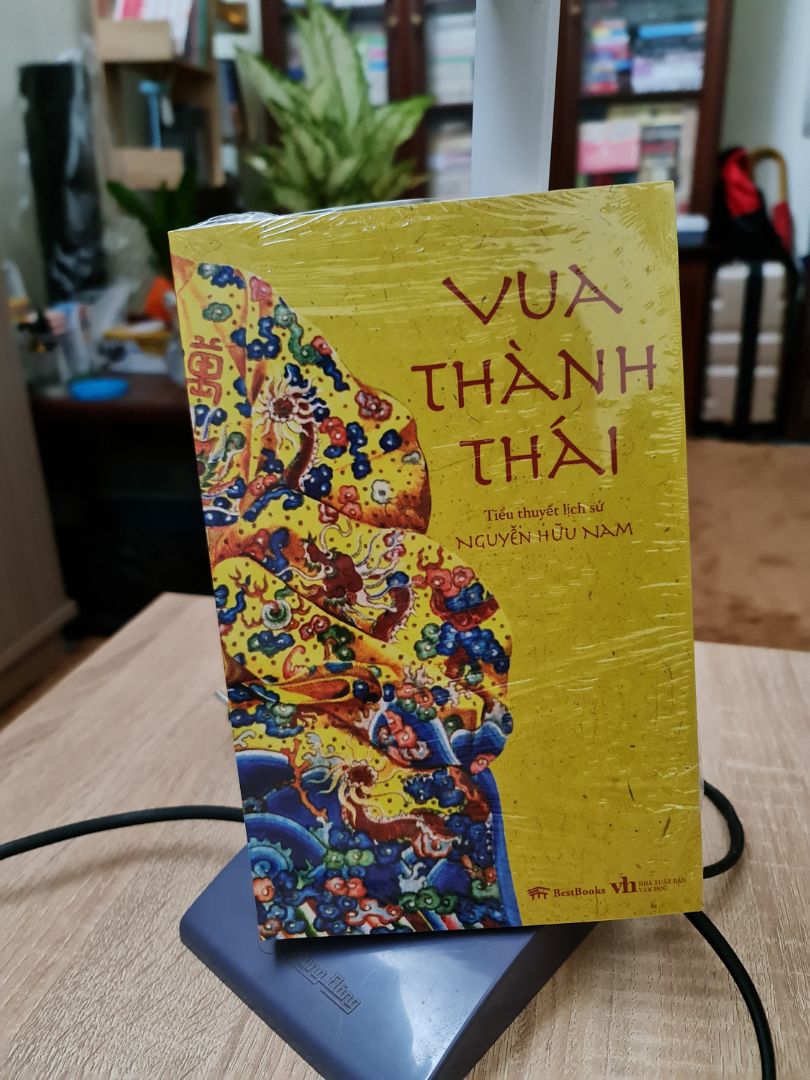 VUA
THÀNH
THÁI
Tiểu thuyết lịch sử
NGUYỄN HỮU NAM
BestBooks
vh NHÀ XUẤT BẢN
VĂN HỌC